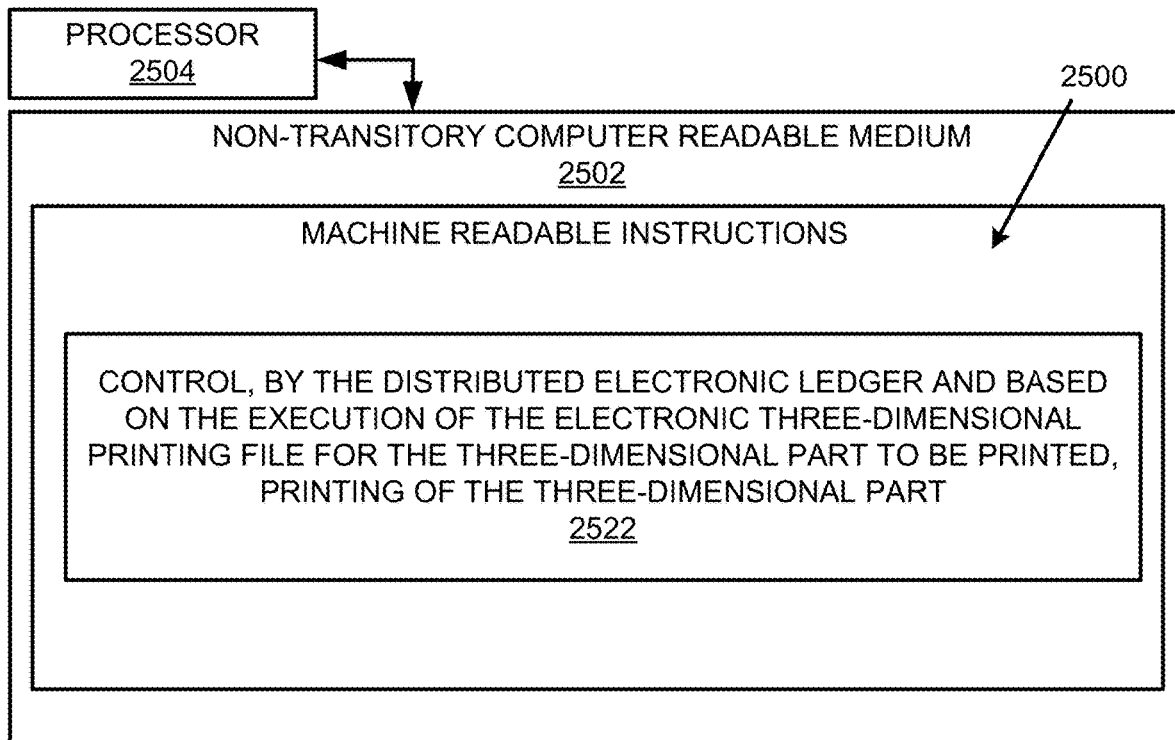 PROCESSOR
2504
2500
NON-TRANSITORY COMPUTER READABLE MEDIUM
2502
MACHINE READABLE INSTRUCTIONS
CONTROL, BY THE DISTRIBUTED ELECTRONIC LEDGER AND BASED
ON THE EXECUTION OF THE ELECTRONIC THREE-DIMENSIONAL
PRINTING FILE FOR THE THREE-DIMENSIONAL PART TO BE PRINTED,
PRINTING OF THE THREE-DIMENSIONAL PART
2522